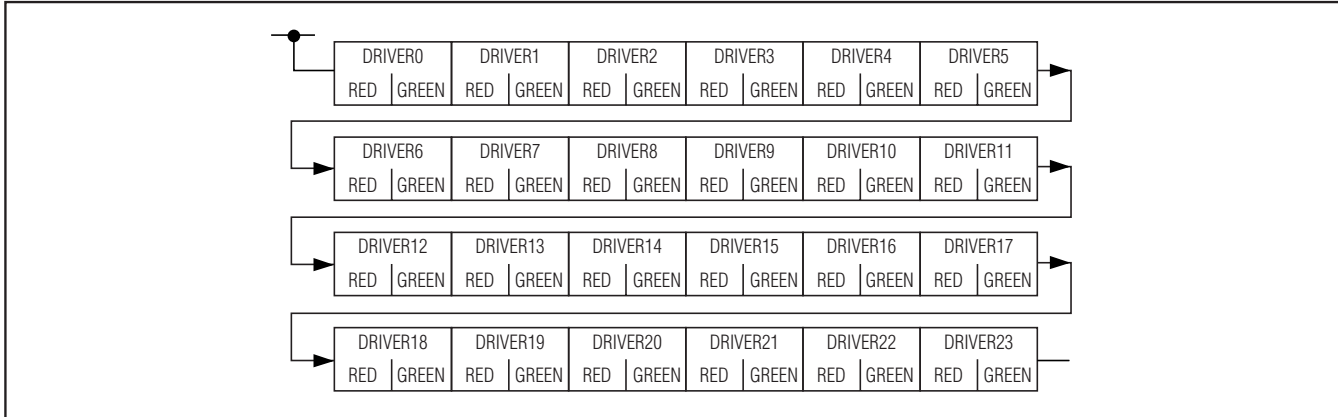 DRIVER0 DRIVER1 DRIVER2 DRIVER3 DRIVER4 DRIVER5
RED GREEN RED GREEN RED GREEN RED GREEN RED GREEN RED GREEN
DRIVER6 DRIVER7 DRIVER8 DRIVER9 DRIVER10 DRIVER11
RED GREEN RED GREEN RED GREEN RED GREEN RED GREEN RED GREEN
DRIVER12 DRIVER13 DRIVER14 DRIVER15 DRIVER16 DRIVER17
RED GREEN RED GREEN RED GREEN RED GREEN RED GREEN RED GREEN
DRIVER18 DRIVER19 DRIVER20 DRIVER21 DRIVER22 DRIVER23
RED GREEN RED GREEN RED GREEN RED GREEN RED GREEN RED GREEN